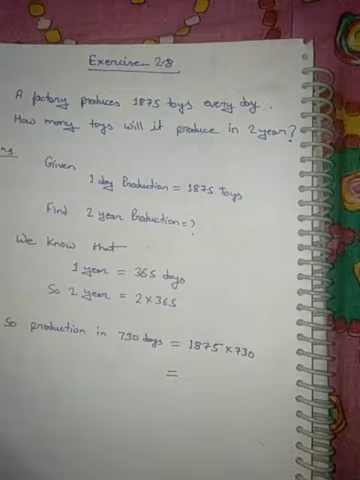 Exercise 2.8
A factory produces 1875 toys every day.
How many toys will it produce in 2 year?
Given
1 day Production = 1875 Toys
Find 2 year Production = ?
We know that
1 year = 365 days
So 2 year = 2 × 365
So production in 730 days = 1875 × 730
=